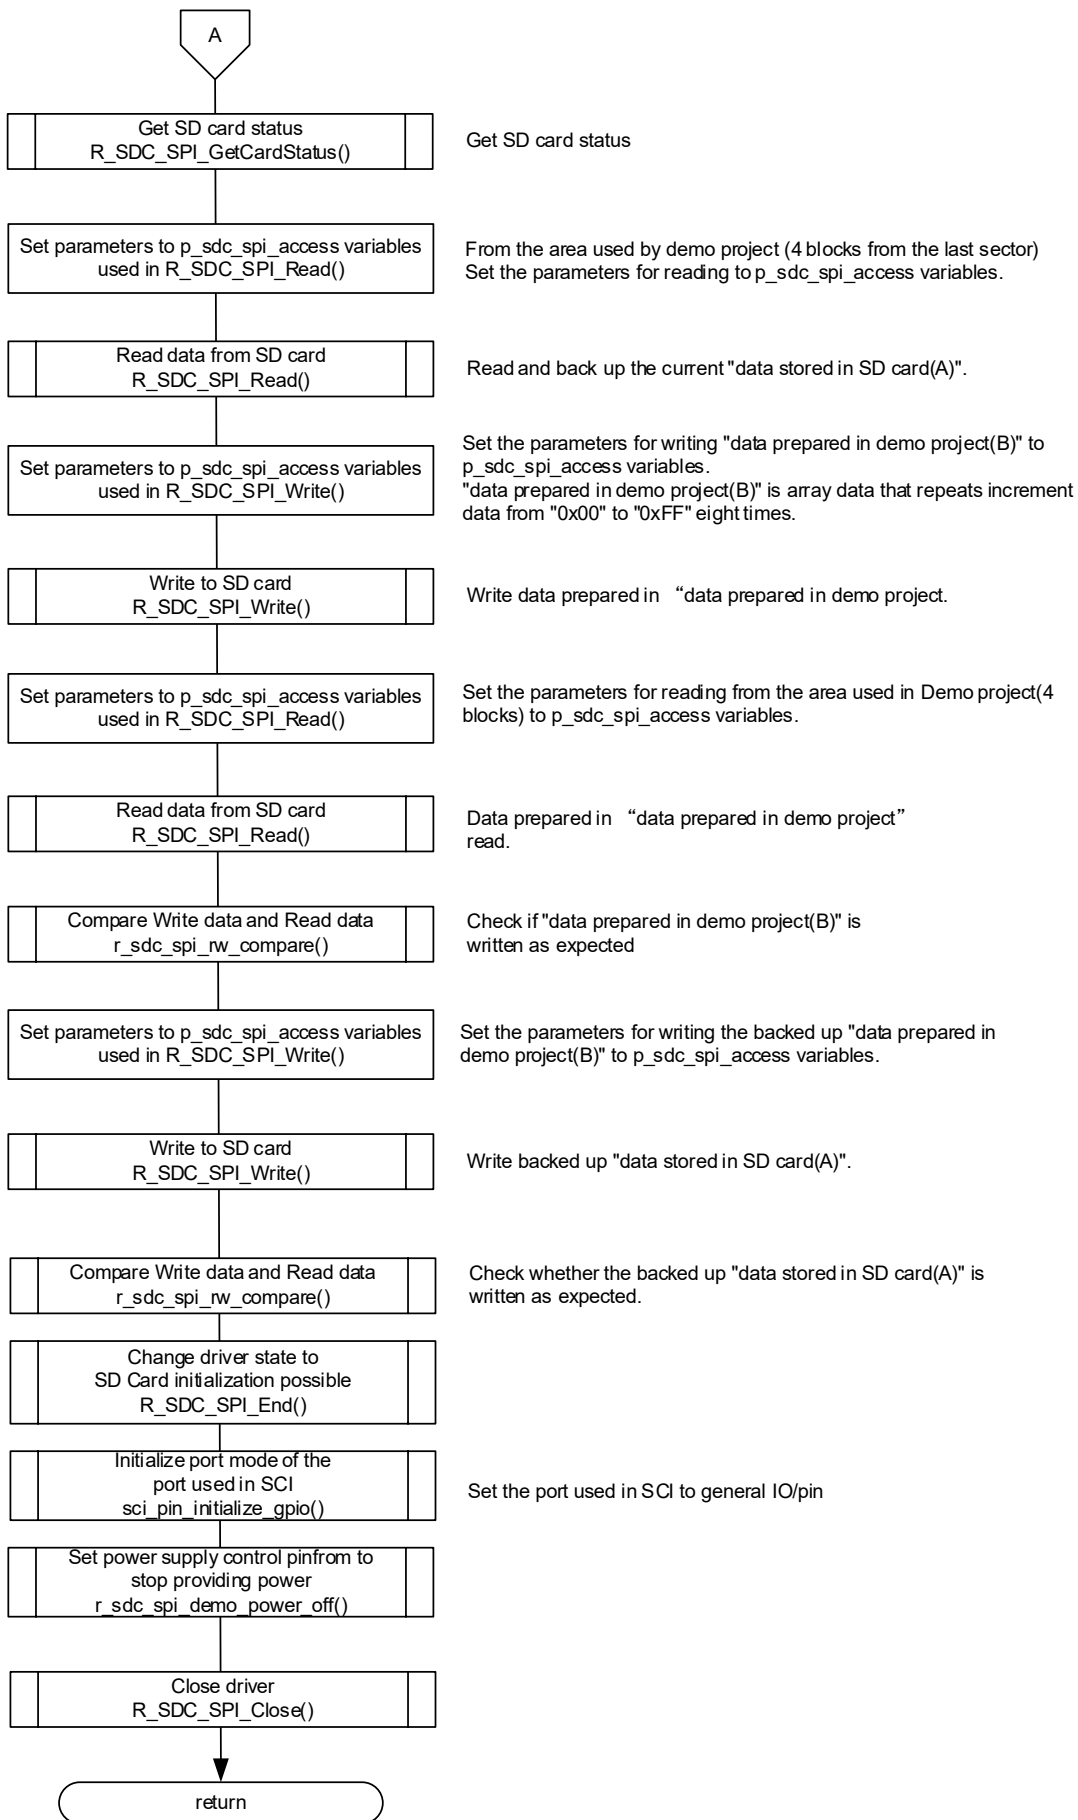 A
Get SD card status
R_SDC_SPI_GetCardStatus()
Get SD card status
Set parameters to p_sdc_spi_access variables
used in R_SDC_SPI_Read()
From the area used by demo project (4 blocks from the last sector)
Set the parameters for reading to p_sdc_spi_access variables.
Read data from SD card
R_SDC_SPI_Read()
Read and back up the current "data stored in SD card(A)".
Set parameters to p_sdc_spi_access variables
used in R_SDC_SPI_Write()
Set the parameters for writing "data prepared in demo project(B)" to
p_sdc_spi_access variables.
"data prepared in demo project(B)" is array data that repeats increment
data from "0x00" to "0xFF" eight times.
Write to SD card
R_SDC_SPI_Write()
Write data prepared in “data prepared in demo project.
Set parameters to p_sdc_spi_access variables
used in R_SDC_SPI_Read()
Set the parameters for reading from the area used in Demo project(4
blocks) to p_sdc_spi_access variables.
Read data from SD card
R_SDC_SPI_Read()
Data prepared in “data prepared in demo project”
read.
Compare Write data and Read data
r_sdc_spi_rw_compare()
Check if "data prepared in demo project(B)" is
written as expected
Set parameters to p_sdc_spi_access variables
used in R_SDC_SPI_Write()
Set the parameters for writing the backed up "data prepared in
demo project(B)" to p_sdc_spi_access variables.
Write to SD card
R_SDC_SPI_Write()
Write backed up "data stored in SD card(A)".
Compare Write data and Read data
r_sdc_spi_rw_compare()
Check whether the backed up "data stored in SD card(A)" is
written as expected.
Change driver state to
SD Card initialization possible
R_SDC_SPI_End()
Initialize port mode of the
port used in SCI
sci_pin_initialize_gpio()
Set the port used in SCI to general IO/pin
Set power supply control pinfrom to
stop providing power
r_sdc_spi_demo_power_off()
Close driver
R_SDC_SPI_Close()
return